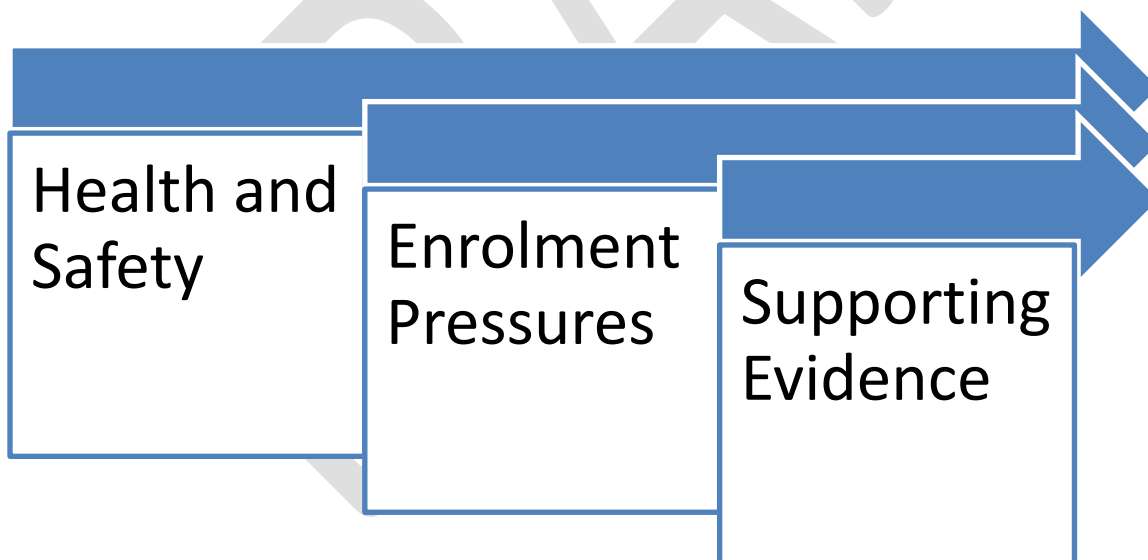 Health and
Safety
Enrolment
Pressures
Supporting
Evidence